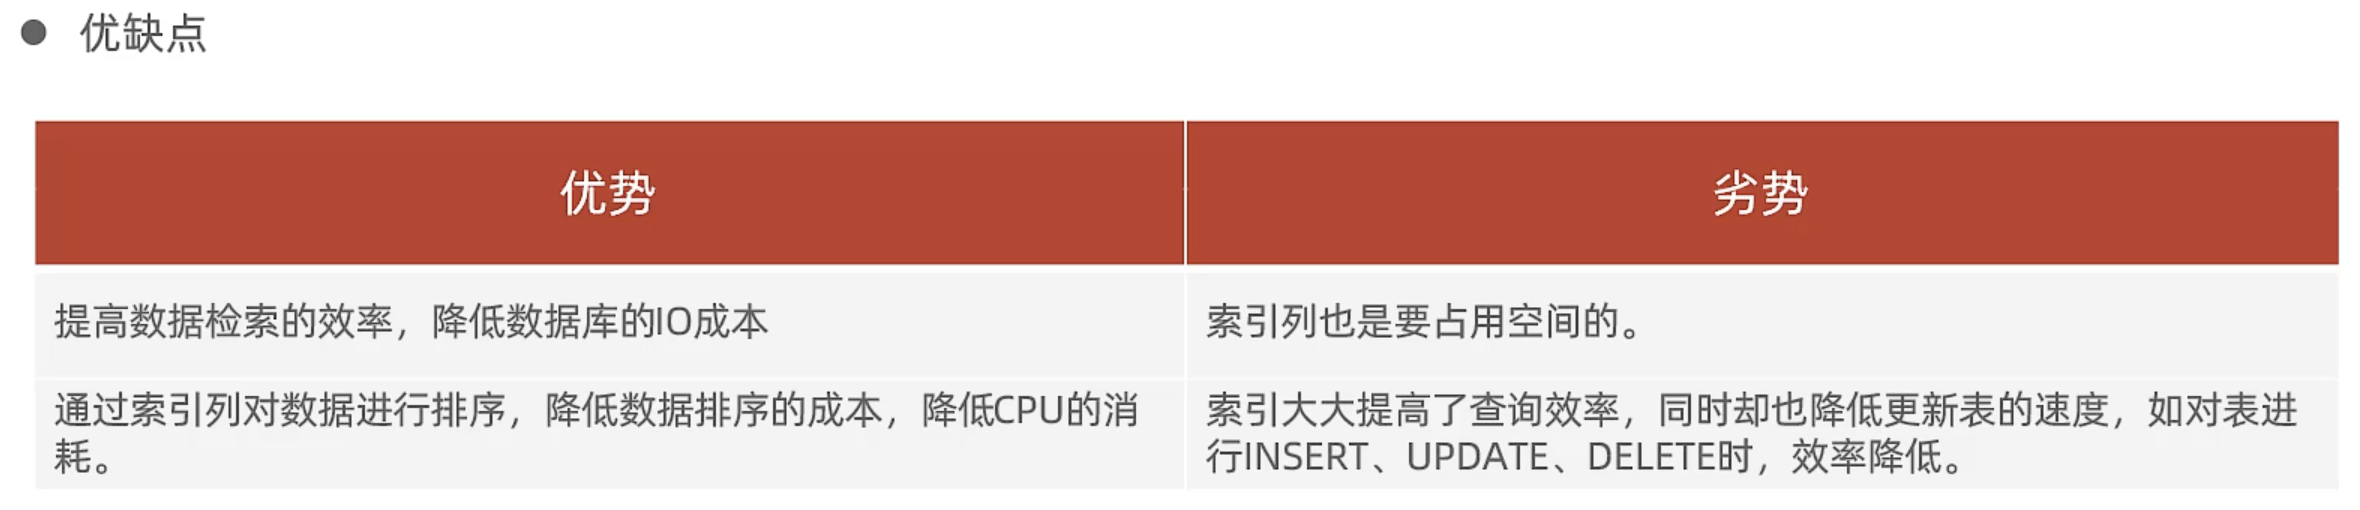 优缺点
优势
劣势
提高数据检索的效率，降低数据库的IO成本
索引列也是要占用空间的。
通过索引列对数据进行排序，降低数据排序的成本，降低CPU的消
耗。
索引大大提高了查询效率，同时却也降低更新表的速度，如对表进
行INSERT、UPDATE、DELETE时，效率降低。